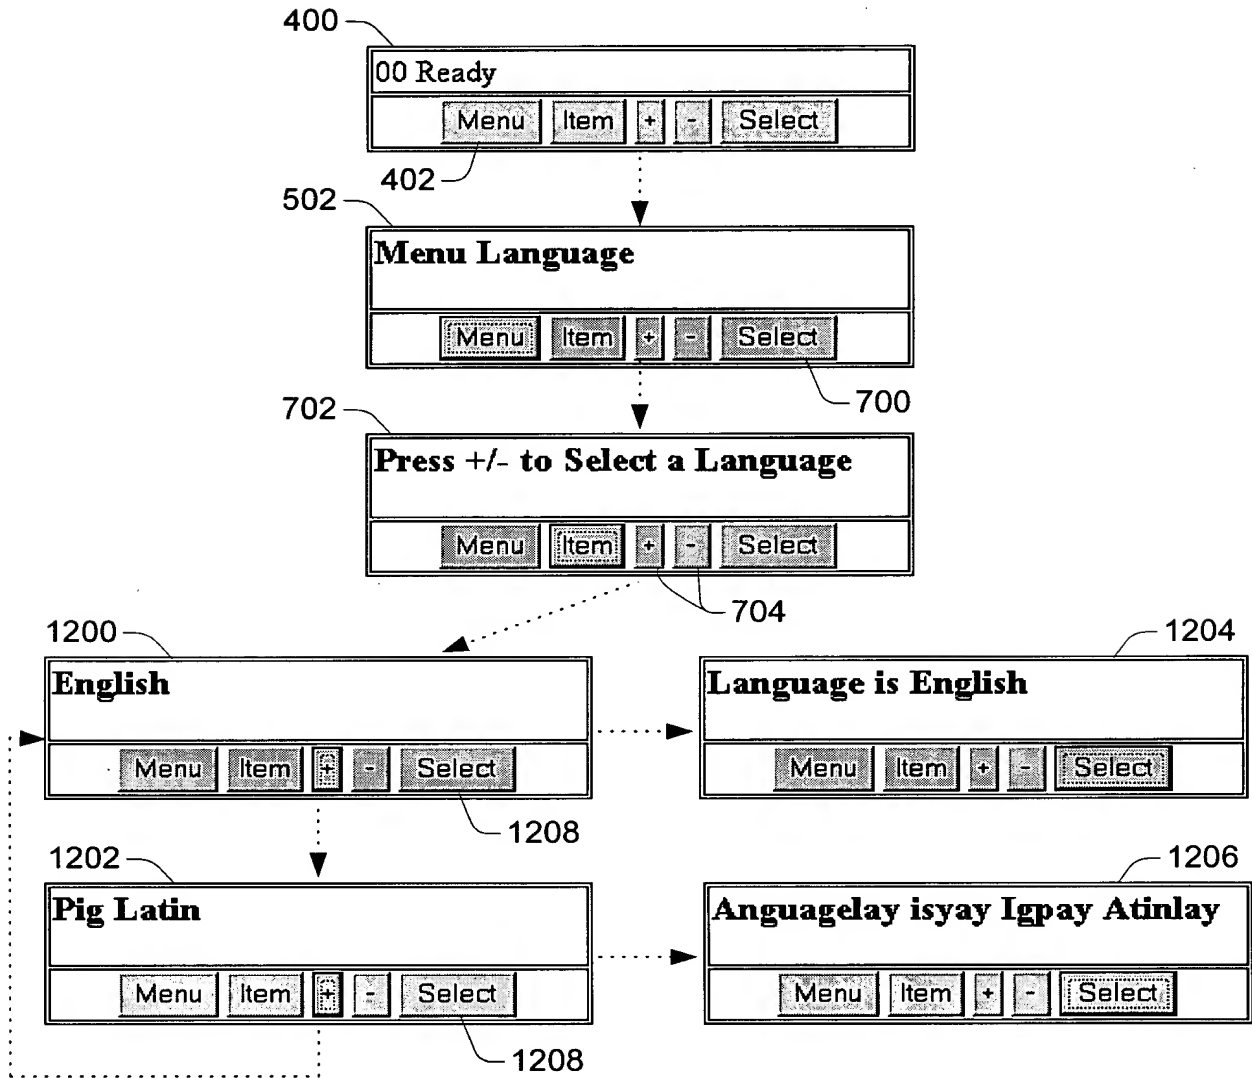 400
00 Ready
Menu Item + - Select
402
502
Menu Language
Menu Item + - Select
700
702
Press +/- to Select a Language
Menu Item + - Select
704
1200
English
Menu Item + - Select
1208
1204
Language is English
Menu Item + - Select
1202
Pig Latin
Menu Item + - Select
1208
1206
Anguagelay isyay Igpay Atinlay
Menu Item + - Select